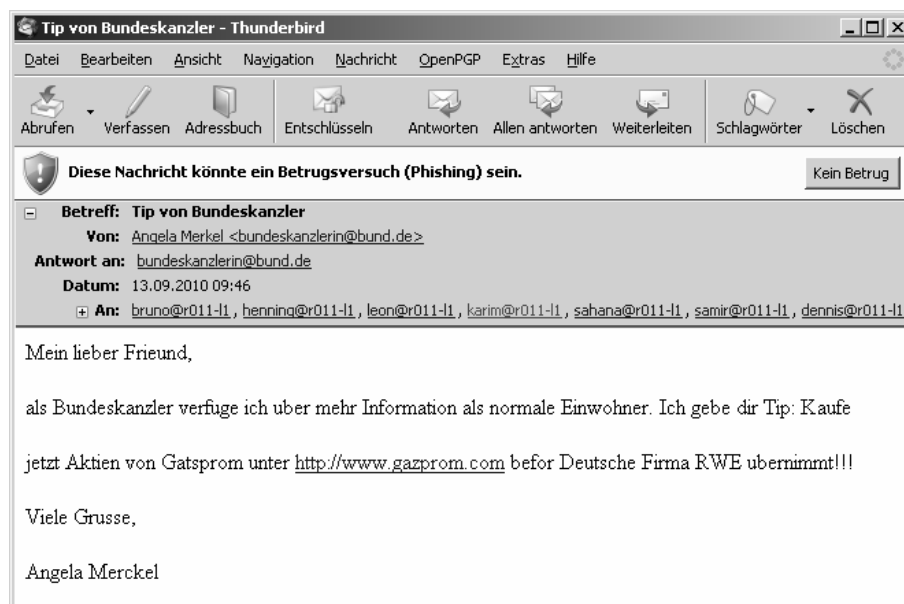 Tip von Bundeskanzler - Thunderbird
Datei Bearbeiten Ansicht Navigation Nachricht OpenPGP Extras Hilfe
Abrufen Verfassen Adressbuch Entschlüsseln Antworten Allen antworten Weiterleiten Schlagwörter Löschen
Diese Nachricht könnte ein Betrugsversuch (Phishing) sein. Kein Betrug
Betreff: Tip von Bundeskanzler
Von: Angela Merkel <bundeskanzlerin@bund.de>
Antwort an: bundeskanzlerin@bund.de
Datum: 13.09.2010 09:46
An: bruno@r011-l1, henning@r011-l1, leon@r011-l1, karim@r011-l1, sahana@r011-l1, samir@r011-l1, dennis@r011-l1
Mein lieber Frieund,
als Bundeskanzler verfuge ich uber mehr Information als normale Einwohner. Ich gebe dir Tip: Kaufe
jetzt Aktien von Gatsprom unter http://www.gazprom.com befor Deutsche Firma RWE ubernimmt!!!
Viele Grusse,
Angela Merckel